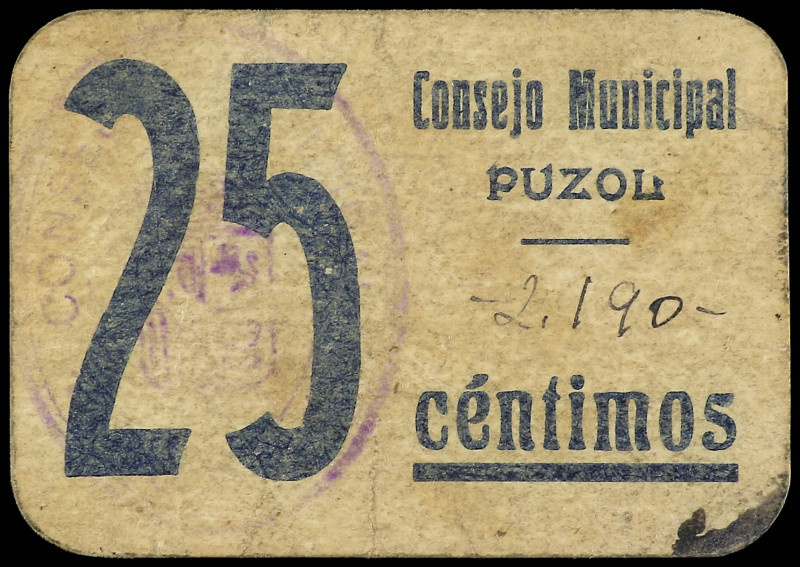 25
Consejo Municipal
PUZOL
-2.190-
céntimos